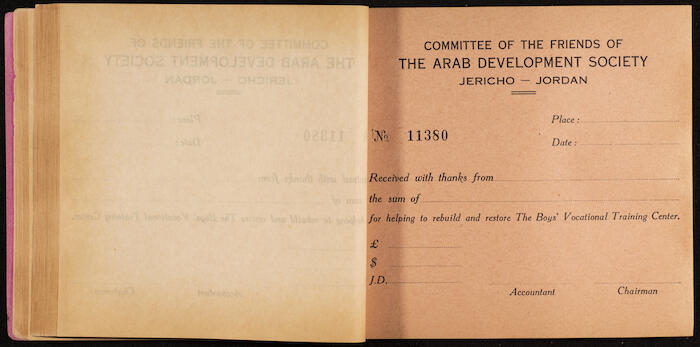 COMMITTEE OF THE FRIENDS OF
THE ARAB DEVELOPMENT SOCIETY
JERICHO — JORDAN
Place :
№ 11380
Date :
Received with thanks from
the sum of
for helping to rebuild and restore The Boys' Vocational Training Center.
£
$
J.D.
Accountant Chairman